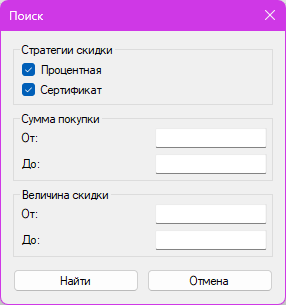 Поиск
Стратегии скидки
Процентная
Сертификат
Сумма покупки
От:
До:
Величина скидки
От:
До:
Найти Отмена